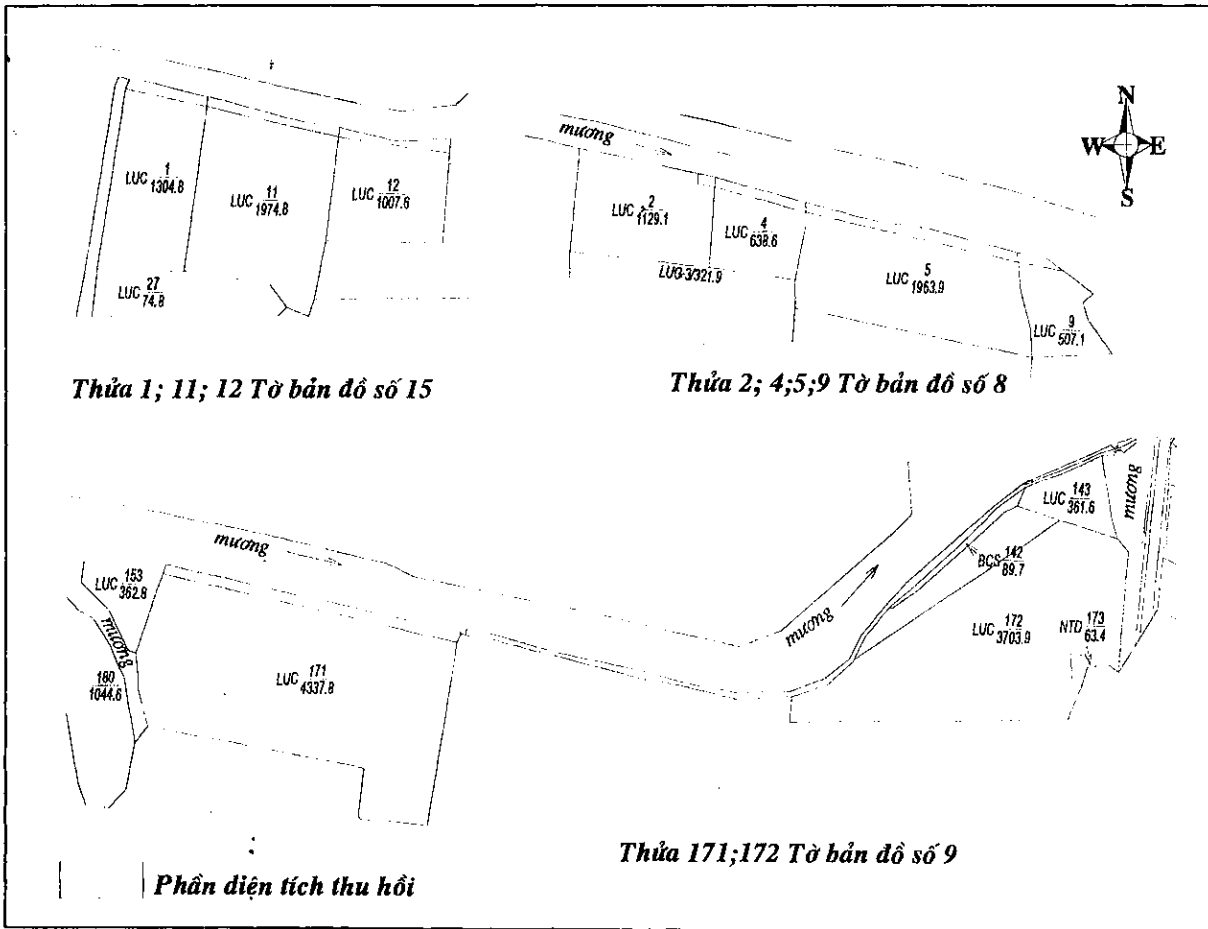 N
W E
S
LUC 1
1304.8
LUC 11
1974.8
LUC 12
1007.6
LUC 27
74.8
Thửa 1; 11; 12 Tờ bản đồ số 15
mương
LUC 2
1129.1
LUC 4
638.6
LUC 3/321.9
LUC 5
1963.9
LUC 9
507.1
Thửa 2; 4;5;9 Tờ bản đồ số 8
mương
LUC 153
362.8
mương
180
1044.6
LUC 171
4337.8
mương
LUC 143
361.6
mương
BCS 142
89.7
LUC 172
3703.9
NTD 173
63.4
Thửa 171;172 Tờ bản đồ số 9
Phần diện tích thu hồi